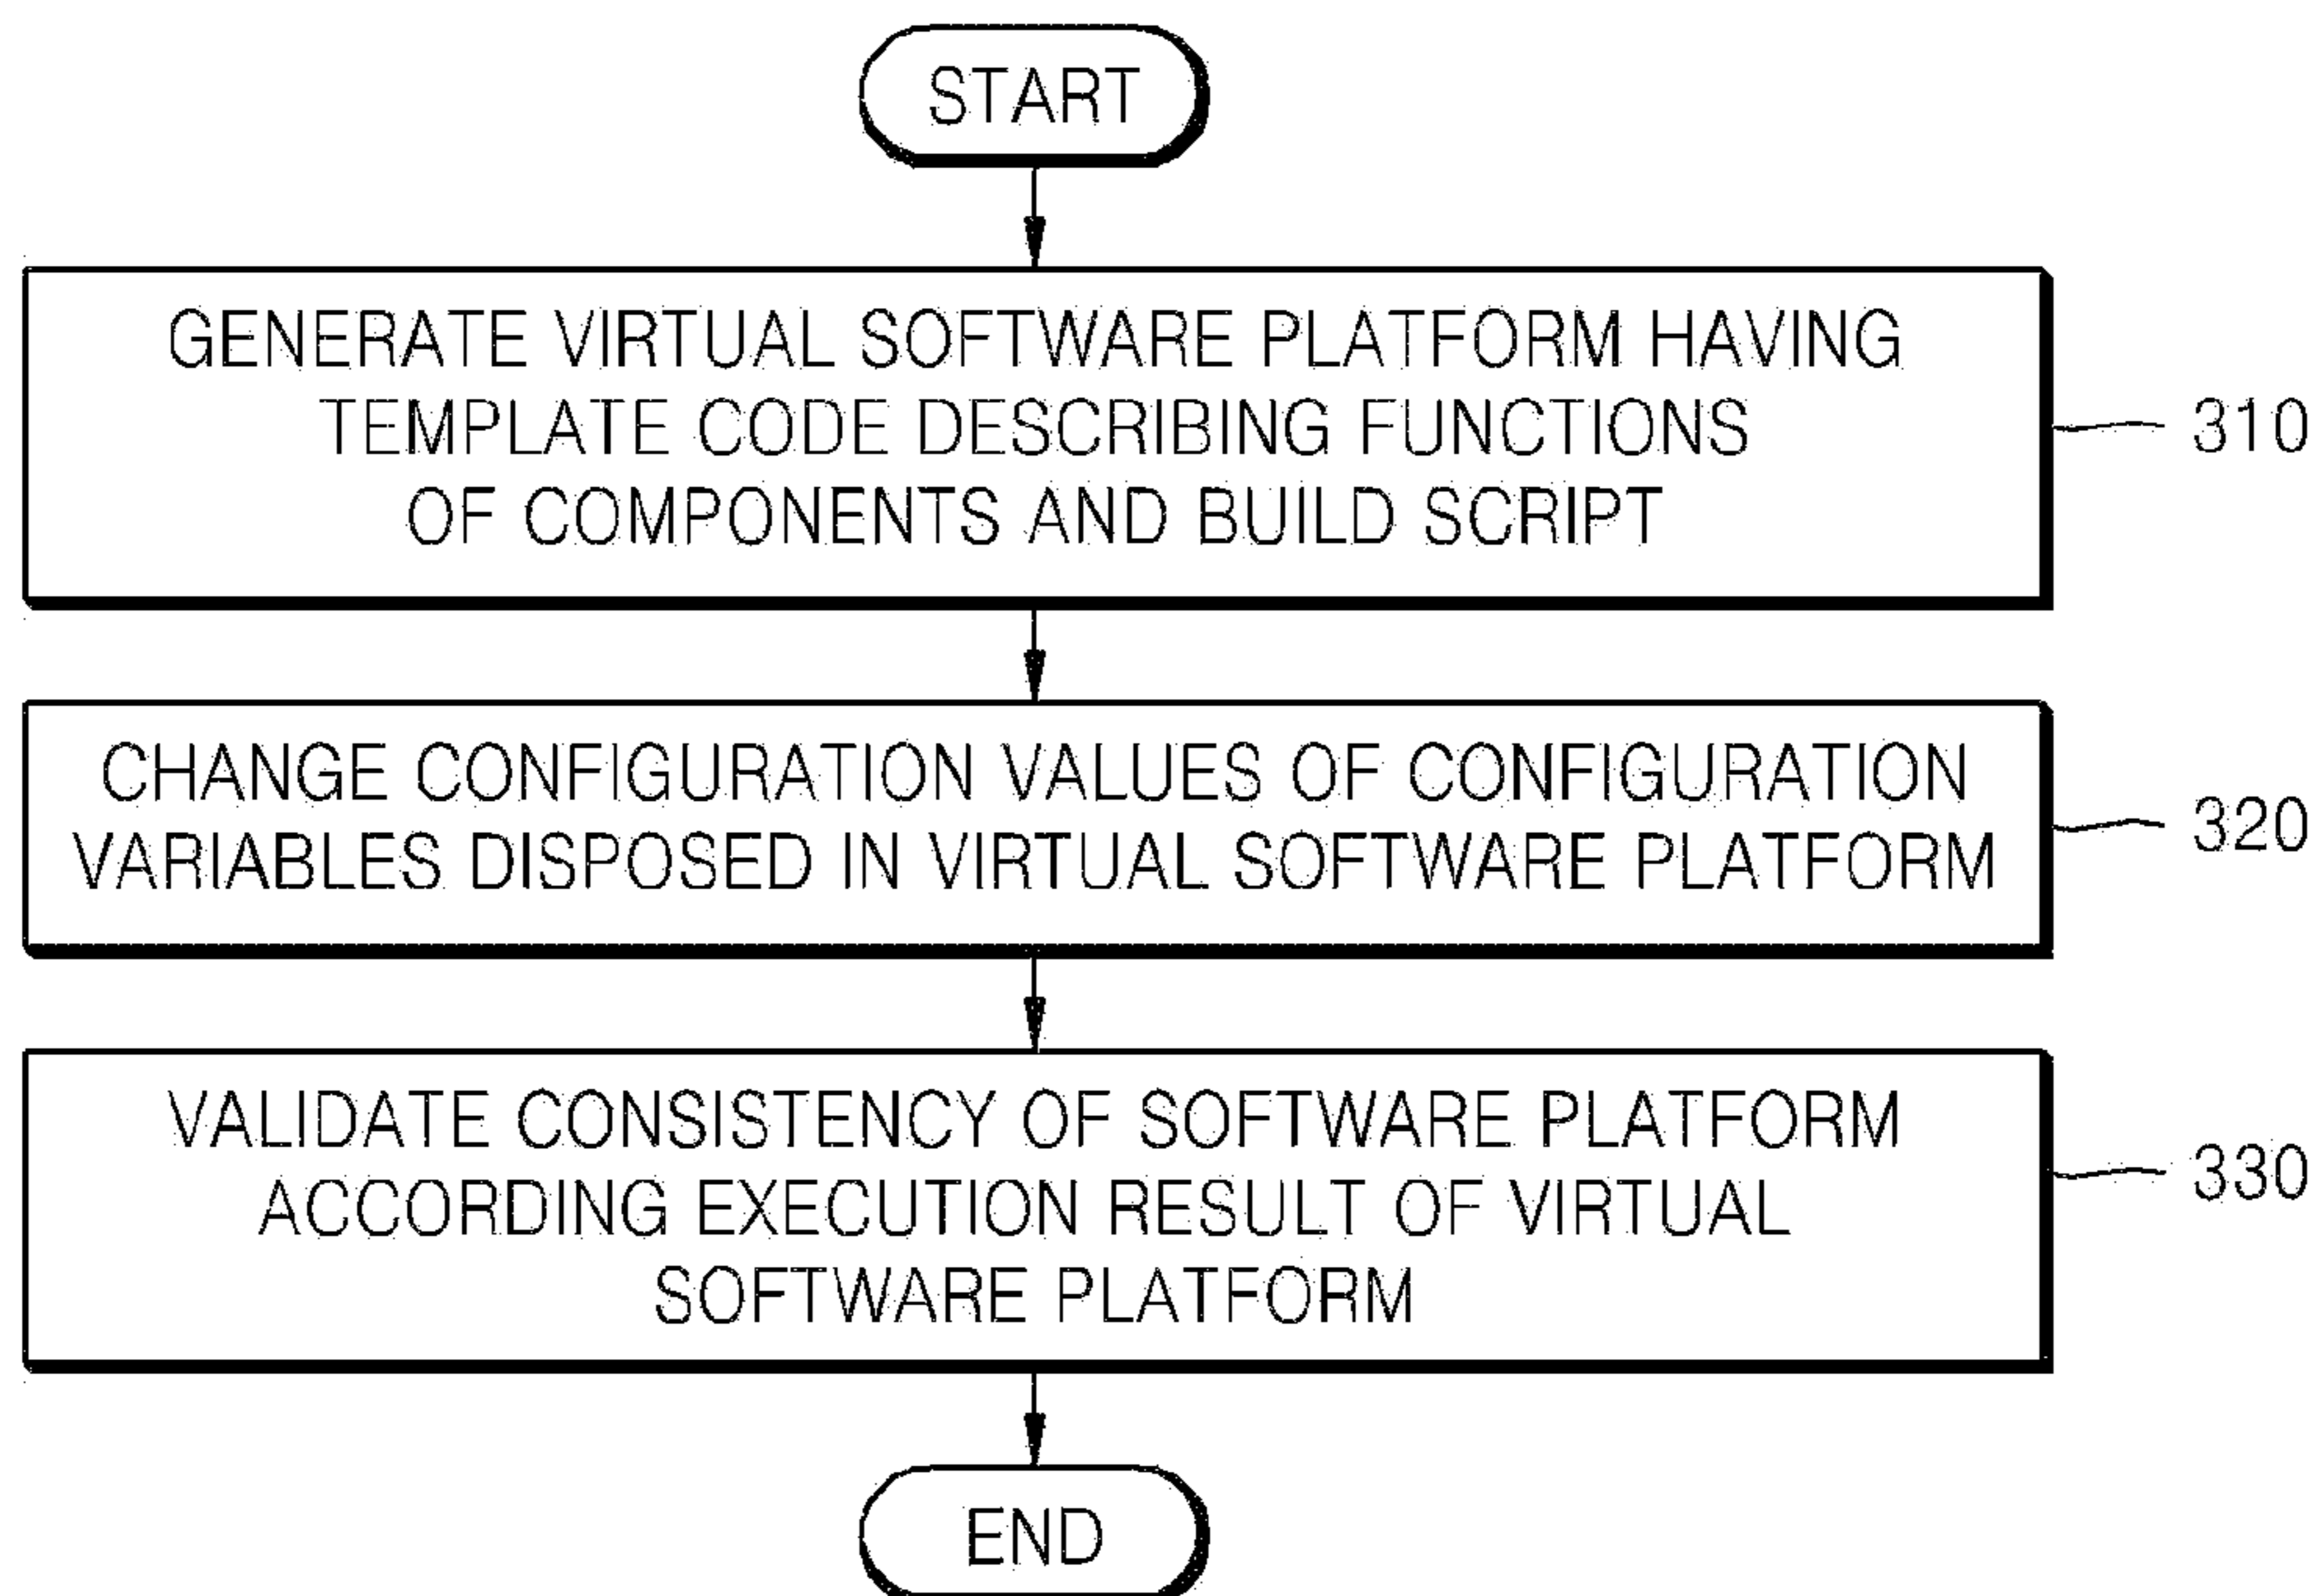 START
GENERATE VIRTUAL SOFTWARE PLATFORM HAVING
TEMPLATE CODE DESCRIBING FUNCTIONS
OF COMPONENTS AND BUILD SCRIPT
310
CHANGE CONFIGURATION VALUES OF CONFIGURATION
VARIABLES DISPOSED IN VIRTUAL SOFTWARE PLATFORM
320
VALIDATE CONSISTENCY OF SOFTWARE PLATFORM
ACCORDING EXECUTION RESULT OF VIRTUAL
SOFTWARE PLATFORM
330
END